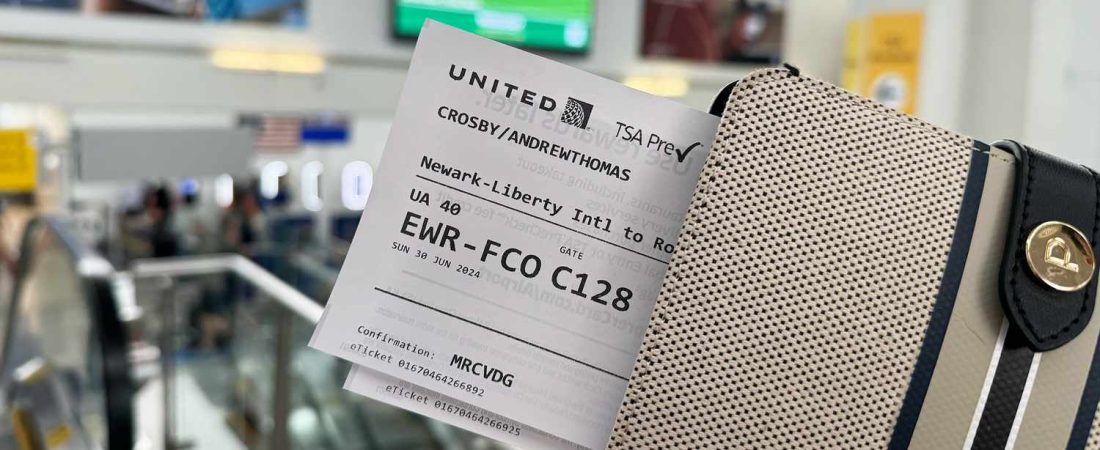 UNITED
TSA Pre✓
CROSBY/ANDREWTHOMAS
Newark-Liberty Intl to Ro
UA 40
EWR-FCO
GATE
C128
SUN 30 JUN 2024
Confirmation: MRCVDG
eTicket 01670464266892
eTicket 01670464266925